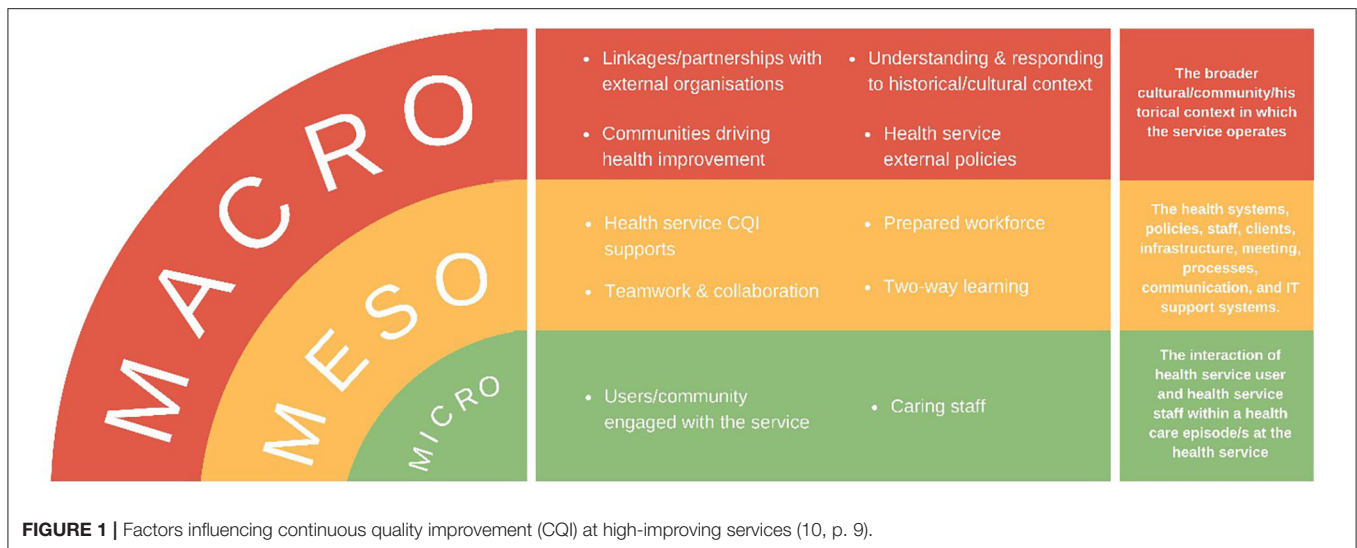 MACRO
Linkages/partnerships with
external organisations
Communities driving
health improvement
Understanding & responding
to historical/cultural context
Health service
external policies
The broader
cultural/community/his
torical context in which
the service operates
MESO
Health service CQI
supports
Teamwork & collaboration
Prepared workforce
Two-way learning
The health systems,
policies, staff, clients,
infrastructure, meeting,
processes,
communication, and IT
support systems.
MICRO
Users/community
engaged with the service
Caring staff
The interaction of
health service user
and health service
staff within a health
care episode/s at the
health service
FIGURE 1 | Factors influencing continuous quality improvement (CQI) at high-improving services (10, p. 9).